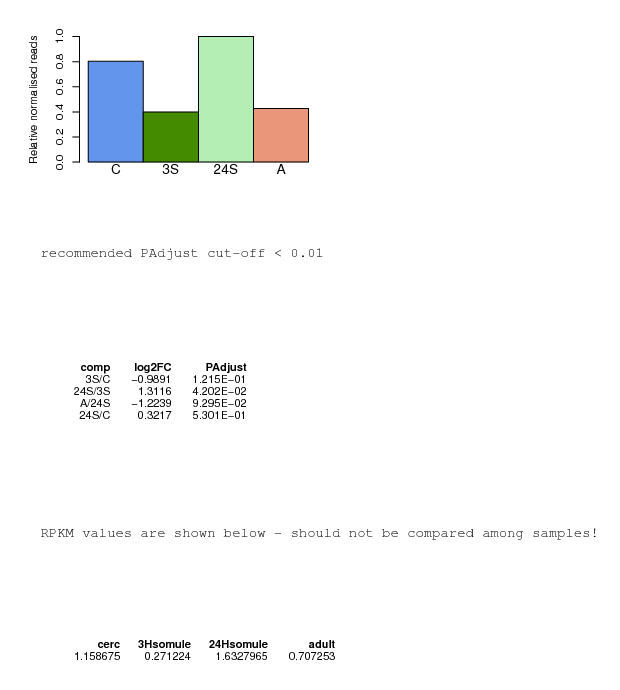 Relative normalised reads
1.0
0.8
0.6
0.4
0.2
0.0
C 3S 24S A
recommended PAdjust cut-off < 0.01
comp log2FC PAdjust
3S/C −0.9891 1.215E−01
24S/3S 1.3116 4.202E−02
A/24S −1.2239 9.295E−02
24S/C 0.3217 5.301E−01
RPKM values are shown below - should not be compared among samples!
cerc 3Hsomule 24Hsomule adult
1.158675 0.271224 1.6327965 0.707253